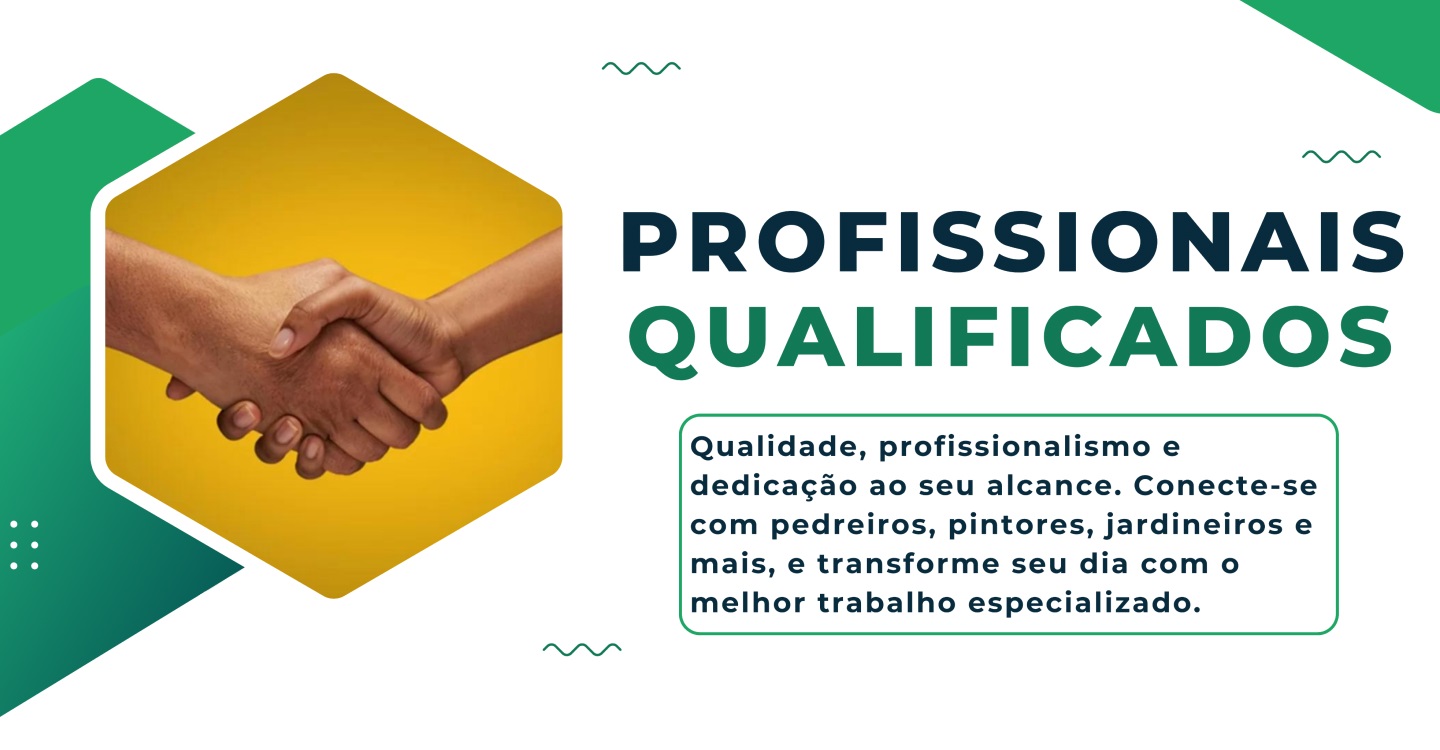 PROFISSIONAIS
QUALIFICADOS
Qualidade, profissionalismo e
dedicação ao seu alcance. Conecte-se
com pedreiros, pintores, jardineiros e
mais, e transforme seu dia com o
melhor trabalho especializado.